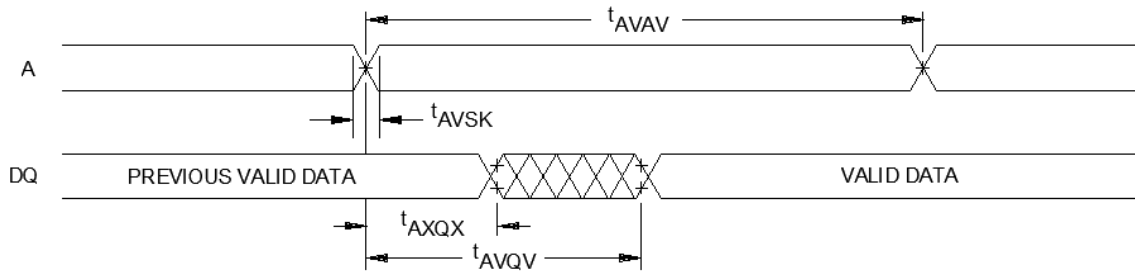 tAVAV
A
tAVSK
DQ PREVIOUS VALID DATA VALID DATA
tAXQX
tAVQV